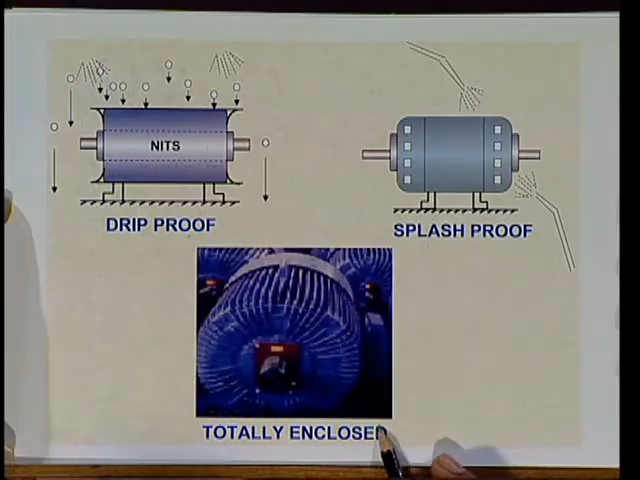 NITS
DRIP PROOF
SPLASH PROOF
TOTALLY ENCLOSED